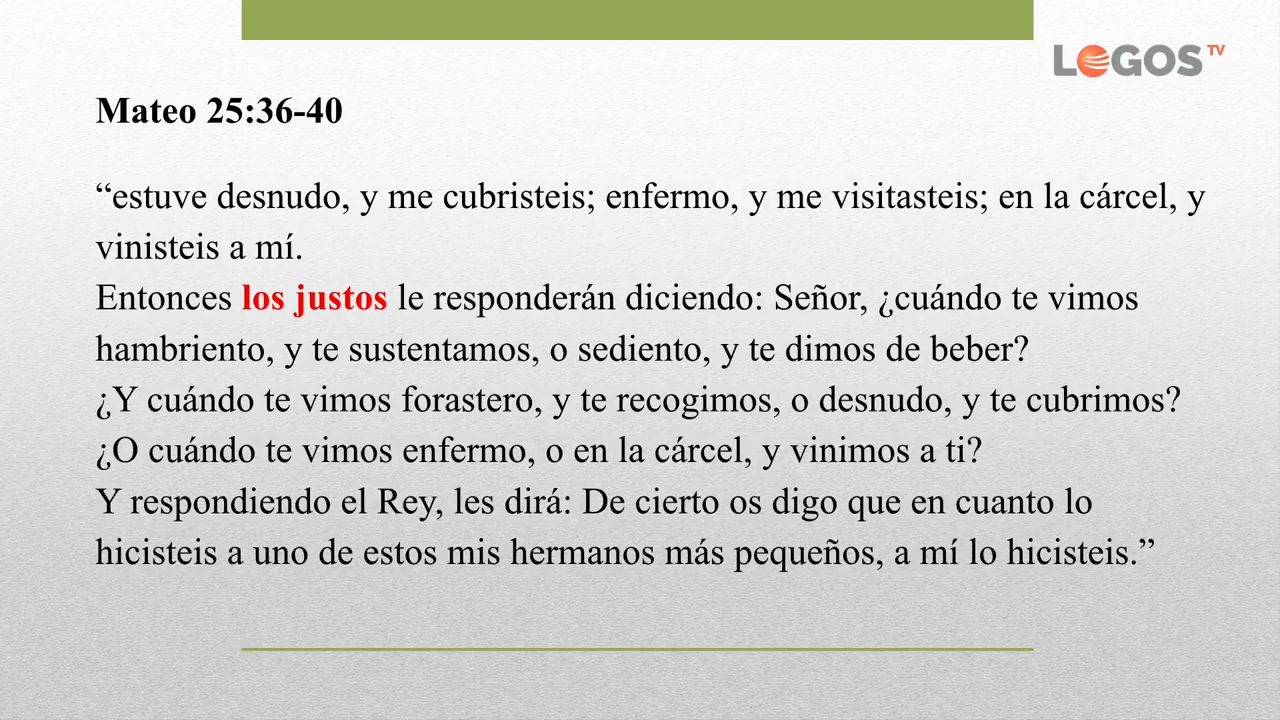 LOGOS TV
Mateo 25:36-40
“estuve desnudo, y me cubristeis; enfermo, y me visitasteis; en la cárcel, y
vinisteis a mí.
Entonces los justos le responderán diciendo: Señor, ¿cuándo te vimos
hambriento, y te sustentamos, o sediento, y te dimos de beber?
¿Y cuándo te vimos forastero, y te recogimos, o desnudo, y te cubrimos?
¿O cuándo te vimos enfermo, o en la cárcel, y vinimos a ti?
Y respondiendo el Rey, les dirá: De cierto os digo que en cuanto lo
hicisteis a uno de estos mis hermanos más pequeños, a mí lo hicisteis.”